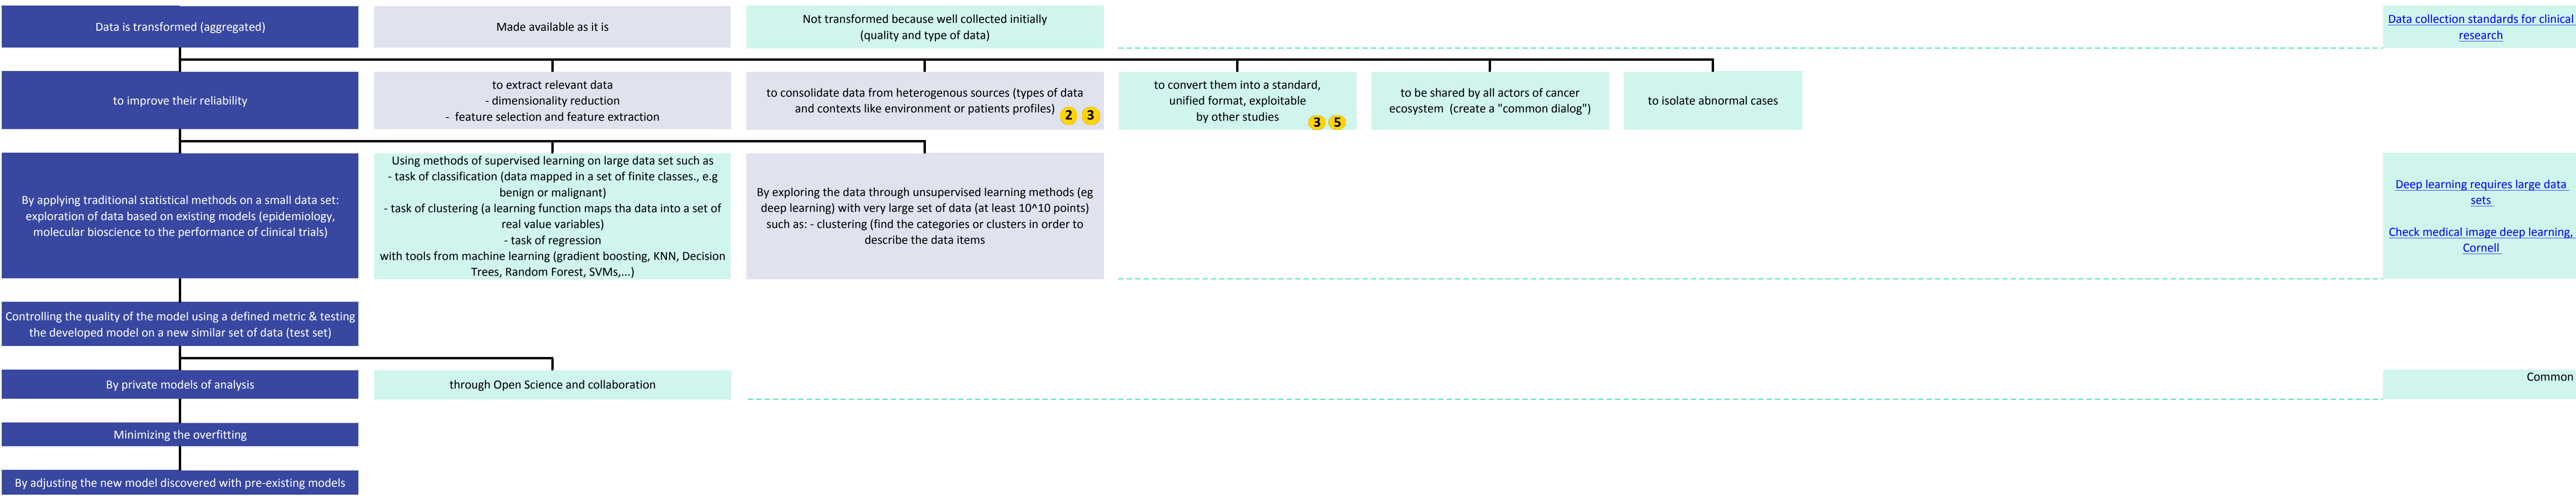 Data is transformed (aggregated)
Made available as it is
Not transformed because well collected initially
(quality and type of data)
Data collection standards for clinical
research
to improve their reliability
to extract relevant data
- dimensionality reduction
-  feature selection and feature extraction
to consolidate data from heterogenous sources (types of data
and contexts like environment or patients profiles)
2 3
to convert them into a standard,
unified format, exploitable
by other studies
3 5
to be shared by all actors of cancer
ecosystem  (create a "common dialog")
to isolate abnormal cases
By applying traditional statistical methods on a small data set:
exploration of data based on existing models (epidemiology,
molecular bioscience to the performance of clinical trials)
Using methods of supervised learning on large data set such as
- task of classification (data mapped in a set of finite classes., e.g
benign or malignant)
- task of clustering (a learning function maps tha data into a set of
real value variables)
- task of regression
with tools from machine learning (gradient boosting, KNN, Decision
Trees, Random Forest, SVMs,...)
By exploring the data through unsupervised learning methods (eg
deep learning) with very large set of data (at least 10^10 points)
such as: - clustering (find the categories or clusters in order to
describe the data items
Deep learning requires large data
sets
Check medical image deep learning,
Cornell
Controlling the quality of the model using a defined metric & testing
the developed model on a new similar set of data (test set)
By private models of analysis
through Open Science and collaboration
Common
Minimizing the overfitting
By adjusting the new model discovered with pre-existing models